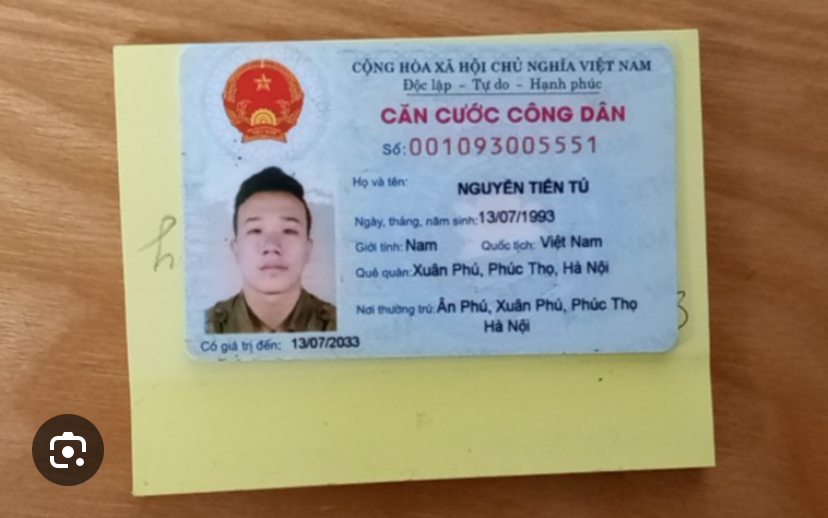 CỘNG HÒA XÃ HỘI CHỦ NGHĨA VIỆT NAM
Độc lập - Tự do - Hạnh phúc
CĂN CƯỚC CÔNG DÂN
Số: 001093005551
Họ và tên: NGUYỄN TIẾN TÚ
Ngày, tháng, năm sinh: 13/07/1993
Giới tính: Nam Quốc tịch: Việt Nam
Quê quán: Xuân Phú, Phúc Thọ, Hà Nội
Nơi thường trú: Ân Phú, Xuân Phú, Phúc Thọ
Hà Nội
Có giá trị đến: 13/07/2033